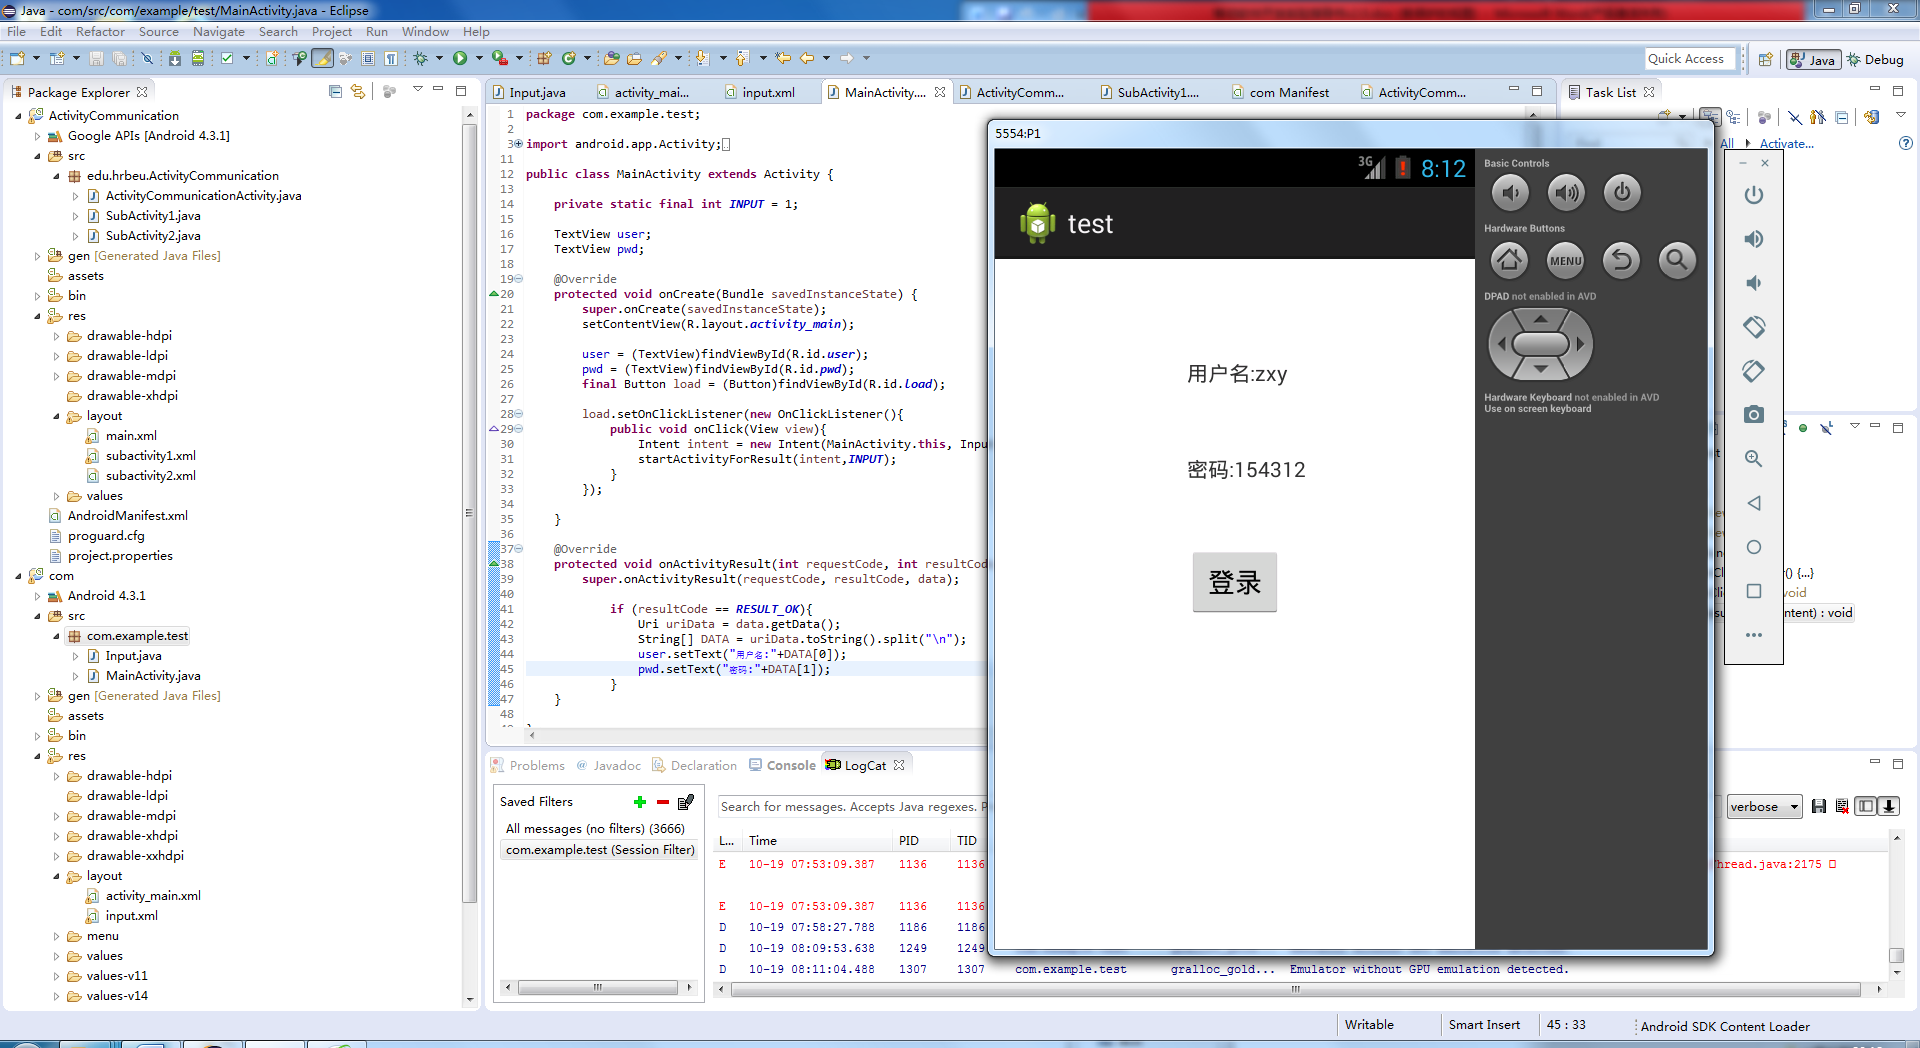 Java - com/src/com/example/test/MainActivity.java - Eclipse
File Edit Refactor Source Navigate Search Project Run Window Help
Quick Access
Java
Debug
Package Explorer
ActivityCommunication
Google APIs [Android 4.3.1]
src
edu.hrbeu.ActivityCommunication
ActivityCommunicationActivity.java
SubActivity1.java
SubActivity2.java
gen [Generated Java Files]
assets
bin
res
drawable-hdpi
drawable-ldpi
drawable-mdpi
drawable-xhdpi
layout
main.xml
subactivity1.xml
subactivity2.xml
values
AndroidManifest.xml
proguard.cfg
project.properties
com
Android 4.3.1
src
com.example.test
Input.java
MainActivity.java
gen [Generated Java Files]
assets
bin
res
drawable-hdpi
drawable-ldpi
drawable-mdpi
drawable-xhdpi
drawable-xxhdpi
layout
activity_main.xml
input.xml
menu
values
values-v11
values-v14
Input.java activity_mai... input.xml MainActivity.... ActivityComm... SubActivity1.... com Manifest ActivityComm...
1 package com.example.test;
2
3 import android.app.Activity;
11
12 public class MainActivity extends Activity {
13
14 private static final int INPUT = 1;
15
16 TextView user;
17 TextView pwd;
18
19 @Override
20 protected void onCreate(Bundle savedInstanceState) {
21 super.onCreate(savedInstanceState);
22 setContentView(R.layout.activity_main);
23
24 user = (TextView)findViewById(R.id.user);
25 pwd = (TextView)findViewById(R.id.pwd);
26 final Button load = (Button)findViewById(R.id.load);
27
28 load.setOnClickListener(new OnClickListener(){
29 public void onClick(View view){
30 Intent intent = new Intent(MainActivity.this, Inpu
31 startActivityForResult(intent,INPUT);
32 }
33 });
34
35 }
36
37 @Override
38 protected void onActivityResult(int requestCode, int resultCod
39 super.onActivityResult(requestCode, resultCode, data);
40
41 if (resultCode == RESULT_OK){
42 Uri uriData = data.getData();
43 String[] DATA = uriData.toString().split("\n");
44 user.setText("用户名:"+DATA[0]);
45 pwd.setText("密码:"+DATA[1]);
46 }
47 }
48
5554:P1
3G 8:12
test
用户名:zxy
密码:154312
登录
Basic Controls
Hardware Buttons
MENU
DPAD not enabled in AVD
Hardware Keyboard not enabled in AVD
Use on screen keyboard
Task List
All Activate...
() {...}
void
ntent) : void
Problems Javadoc Declaration Console LogCat
Saved Filters
All messages (no filters) (3666)
com.example.test (Session Filter)
Search for messages. Accepts Java regexes. P
verbose
L... Time PID TID
E 10-19 07:53:09.387 1136 1136 hread.java:2175
E 10-19 07:53:09.387 1136 1136
D 10-19 07:58:27.788 1186 1186
D 10-19 08:09:53.638 1249 1249
D 10-19 08:11:04.488 1307 1307 com.example.test gralloc_gold... Emulator without GPU emulation detected.
Writable Smart Insert 45 : 33 Android SDK Content Loader